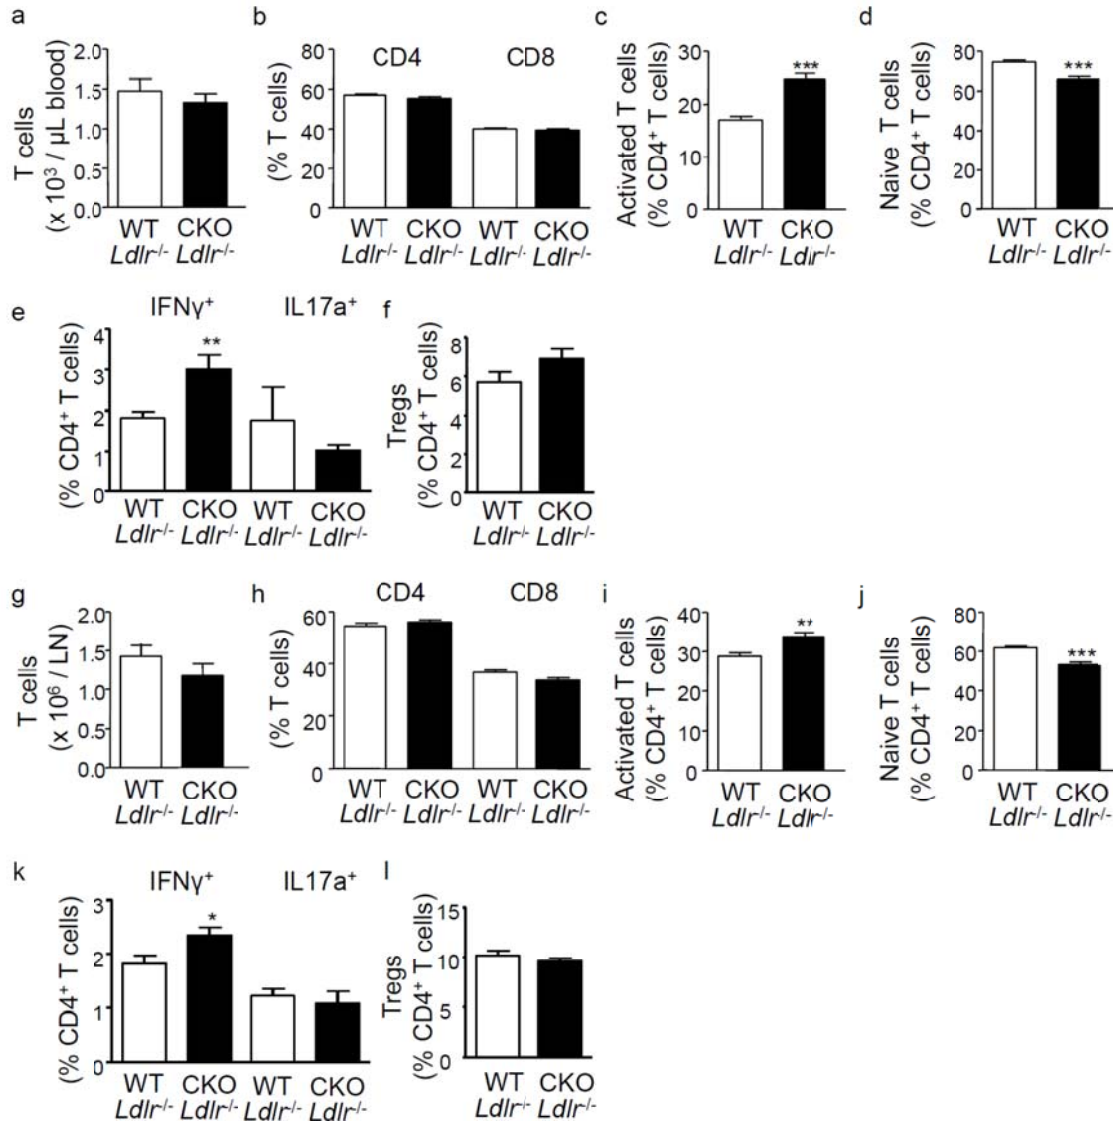 a b c d
T cells
(x 10³ / µL blood)
2.0
1.5
1.0
0.5
0.0
WT CKO
Ldlr-/- Ldlr-/-
CD4 CD8
(% T cells)
80
60
40
20
0
WT CKO WT CKO
Ldlr-/- Ldlr-/- Ldlr-/- Ldlr-/-
Activated T cells
(% CD4+ T cells)
30
20
10
0
***
WT CKO
Ldlr-/- Ldlr-/-
Naive T cells
(% CD4+ T cells)
80
60
40
20
0
***
WT CKO
Ldlr-/- Ldlr-/-
e f
IFNγ+ IL17a+
(% CD4+ T cells)
4
3
2
1
0
**
WT CKO WT CKO
Ldlr-/- Ldlr-/- Ldlr-/- Ldlr-/-
Tregs
(% CD4+ T cells)
8
6
4
2
0
WT CKO
Ldlr-/- Ldlr-/-
g h i j
T cells
(x 10⁶ / LN)
2.0
1.5
1.0
0.5
0.0
WT CKO
Ldlr-/- Ldlr-/-
CD4 CD8
(% T cells)
60
40
20
0
WT CKO WT CKO
Ldlr-/- Ldlr-/- Ldlr-/- Ldlr-/-
Activated T cells
(% CD4+ T cells)
40
30
20
10
0
**
WT CKO
Ldlr-/- Ldlr-/-
Naive T cells
(% CD4+ T cells)
80
60
40
20
0
***
WT CKO
Ldlr-/- Ldlr-/-
k l
IFNγ+ IL17a+
(% CD4+ T cells)
3
2
1
0
*
WT CKO WT CKO
Ldlr-/- Ldlr-/- Ldlr-/- Ldlr-/-
Tregs
(% CD4+ T cells)
15
10
5
0
WT CKO
Ldlr-/- Ldlr-/-